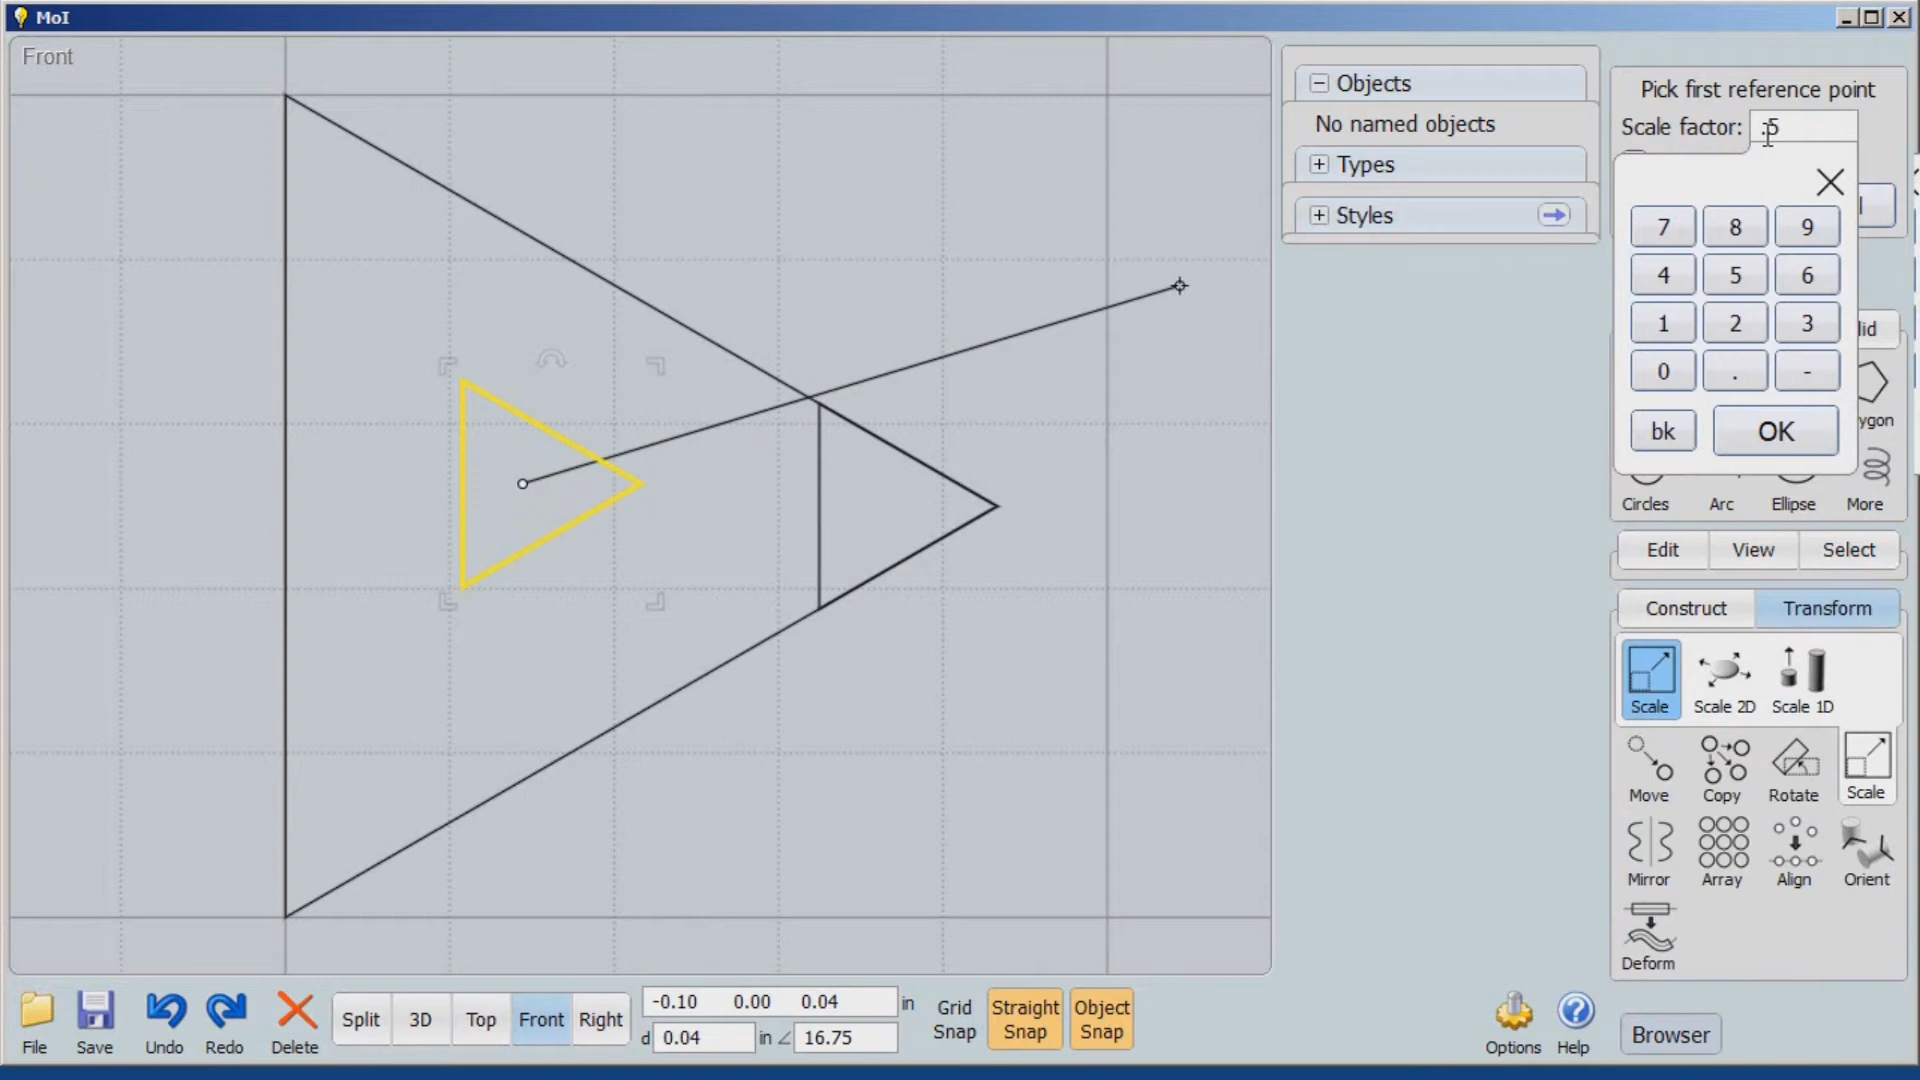 MoI
Front
Objects
No named objects
Types
Styles
Pick first reference point
Scale factor: .5
7 8 9
4 5 6
1 2 3
0 . -
bk OK
lid
ygon
Circles Arc Ellipse More
Edit View Select
Construct Transform
Scale Scale 2D Scale 1D
Move Copy Rotate Scale
Mirror Array Align Orient
Deform
File Save Undo Redo Delete
Split 3D Top Front Right
-0.10 0.00 0.04 in
d 0.04 in ∠ 16.75
Grid Snap
Straight Snap
Object Snap
Options Help
Browser